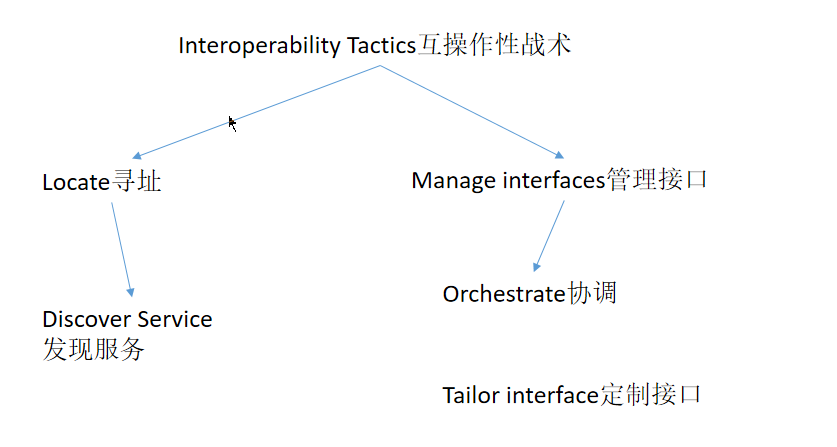 Interoperability Tactics互操作性战术
Locate寻址
Manage interfaces管理接口
Discover Service
发现服务
Orchestrate协调
Tailor interface定制接口